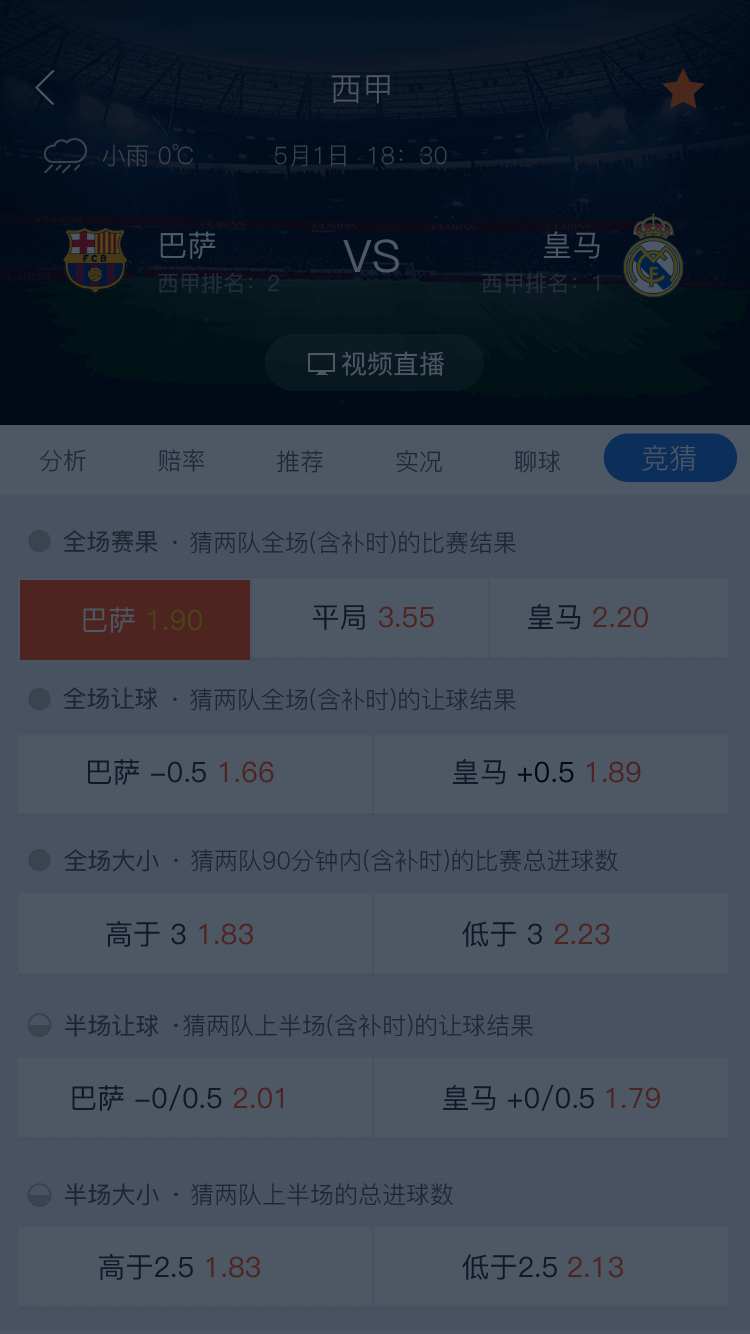 西甲
小雨 0℃ 5月1日 18：30
巴萨 VS 皇马
西甲排名：2 西甲排名：1
FCB
视频直播
分析 赔率 推荐 实况 聊球 竞猜
全场赛果 · 猜两队全场(含补时)的比赛结果
巴萨 1.90 平局 3.55 皇马 2.20
全场让球 · 猜两队全场(含补时)的让球结果
巴萨 –0.5 1.66 皇马 +0.5 1.89
全场大小 · 猜两队90分钟内(含补时)的比赛总进球数
高于 3 1.83 低于 3 2.23
半场让球 ·猜两队上半场(含补时)的让球结果
巴萨 –0/0.5 2.01 皇马 +0/0.5 1.79
半场大小 · 猜两队上半场的总进球数
高于2.5 1.83 低于2.5 2.13